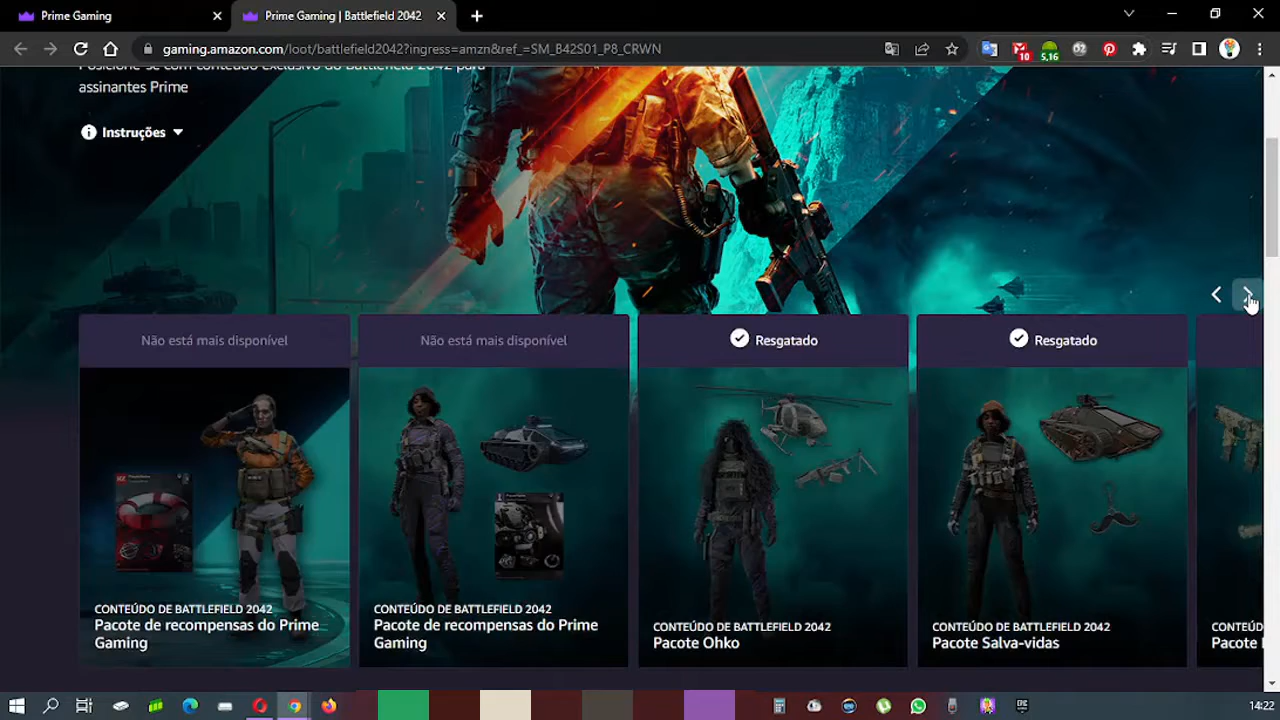 Prime Gaming
Prime Gaming | Battlefield 2042
gaming.amazon.com/loot/battlefield2042?ingress=amzn&ref_=SM_B42S01_P8_CRWN
10
5,16
assinantes Prime
Instruções
Não está mais disponível
Não está mais disponível
Resgatado
Resgatado
CONTEÚDO DE BATTLEFIELD 2042
Pacote de recompensas do Prime
Gaming
CONTEÚDO DE BATTLEFIELD 2042
Pacote de recompensas do Prime
Gaming
CONTEÚDO DE BATTLEFIELD 2042
Pacote Ohko
CONTEÚDO DE BATTLEFIELD 2042
Pacote Salva-vidas
Pacote
14:22